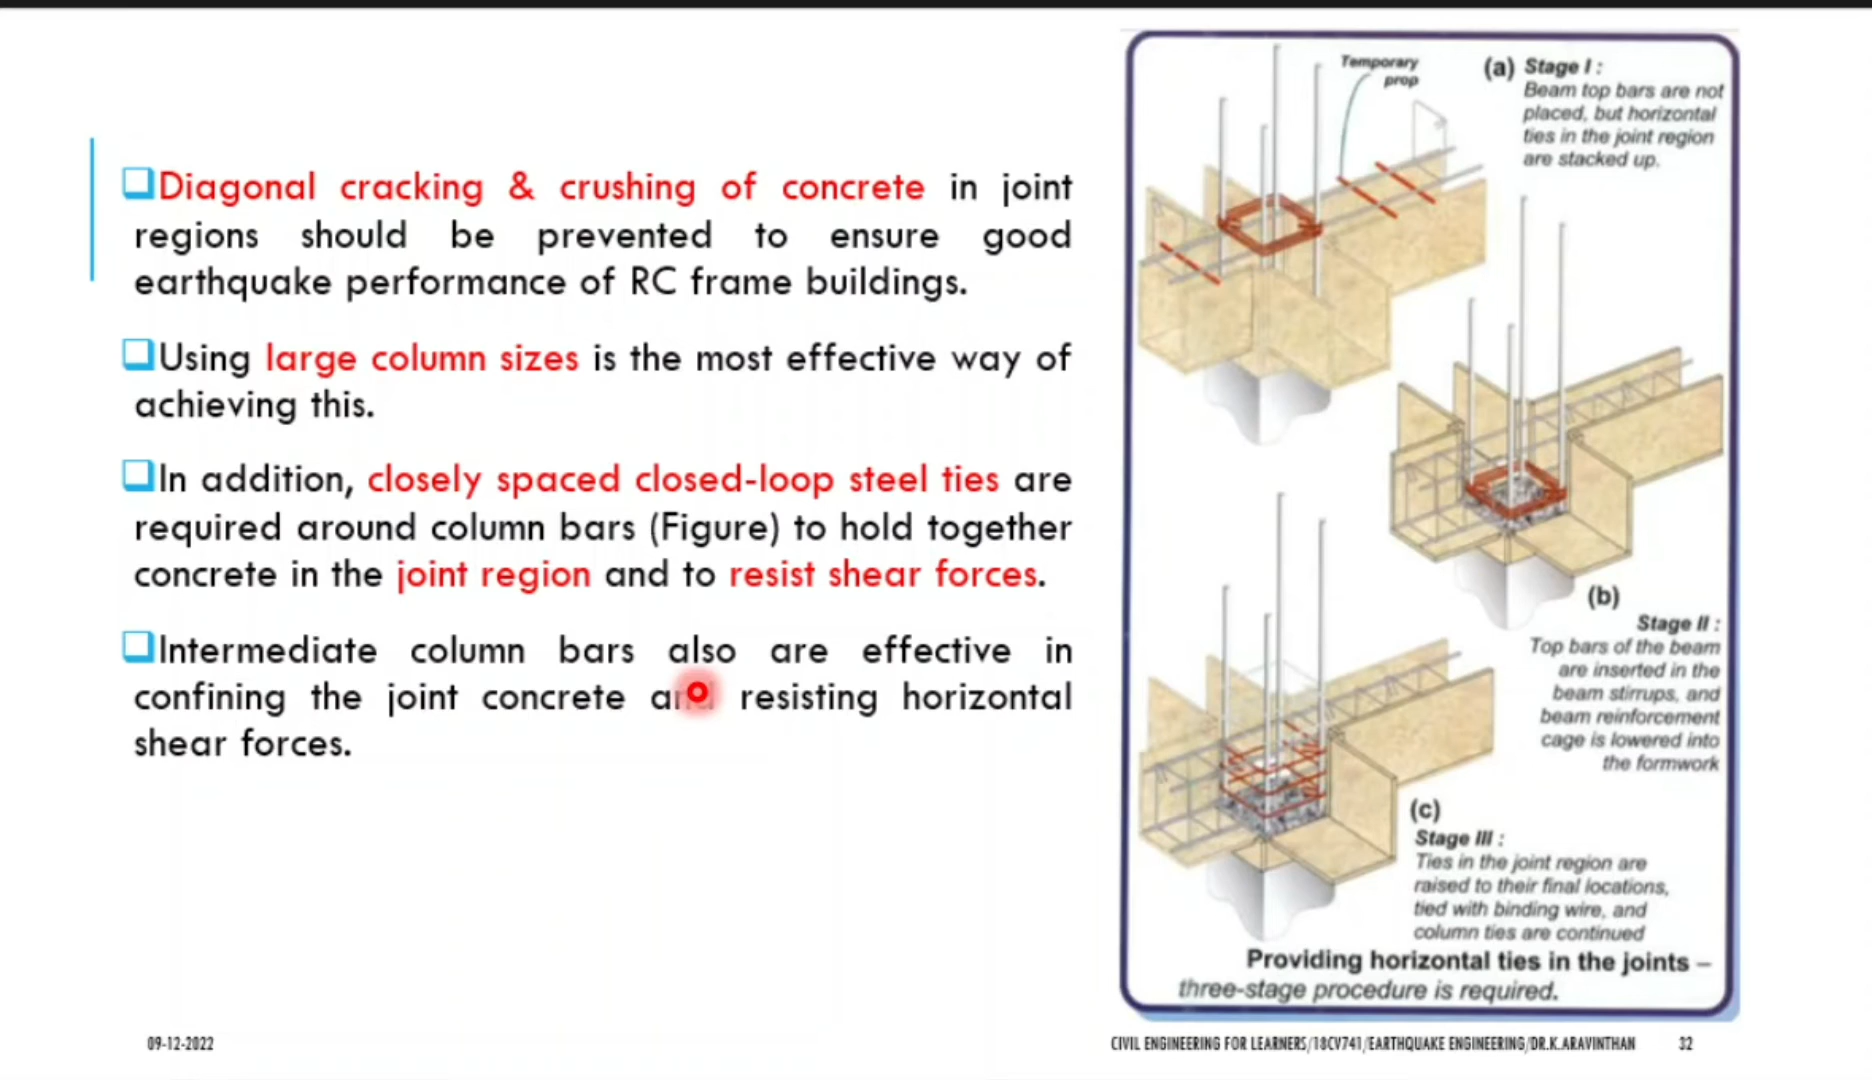 Diagonal cracking & crushing of concrete in joint
regions should be prevented to ensure good
earthquake performance of RC frame buildings.
Using large column sizes is the most effective way of
achieving this.
In addition, closely spaced closed-loop steel ties are
required around column bars (Figure) to hold together
concrete in the joint region and to resist shear forces.
Intermediate column bars also are effective in
confining the joint concrete and resisting horizontal
shear forces.
Temporary
prop
(a) Stage I :
Beam top bars are not
placed, but horizontal
ties in the joint region
are stacked up.
(b)
Stage II :
Top bars of the beam
are inserted in the
beam stirrups, and
beam reinforcement
cage is lowered into
the formwork
(c)
Stage III :
Ties in the joint region are
raised to their final locations,
tied with binding wire, and
column ties are continued
Providing horizontal ties in the joints –
three-stage procedure is required.
09-12-2022
CIVIL ENGINEERING FOR LEARNERS/18CV741/EARTHQUAKE ENGINEERING/DR.K.ARAVINTHAN
32